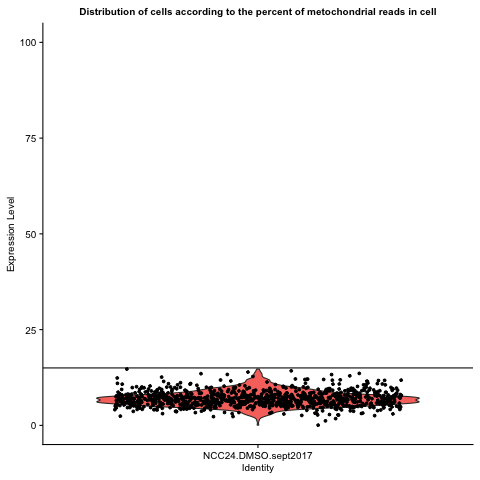 Distribution of cells according to the percent of metochondrial reads in cell
100
75
50
25
0
Expression Level
NCC24.DMSO.sept2017
Identity